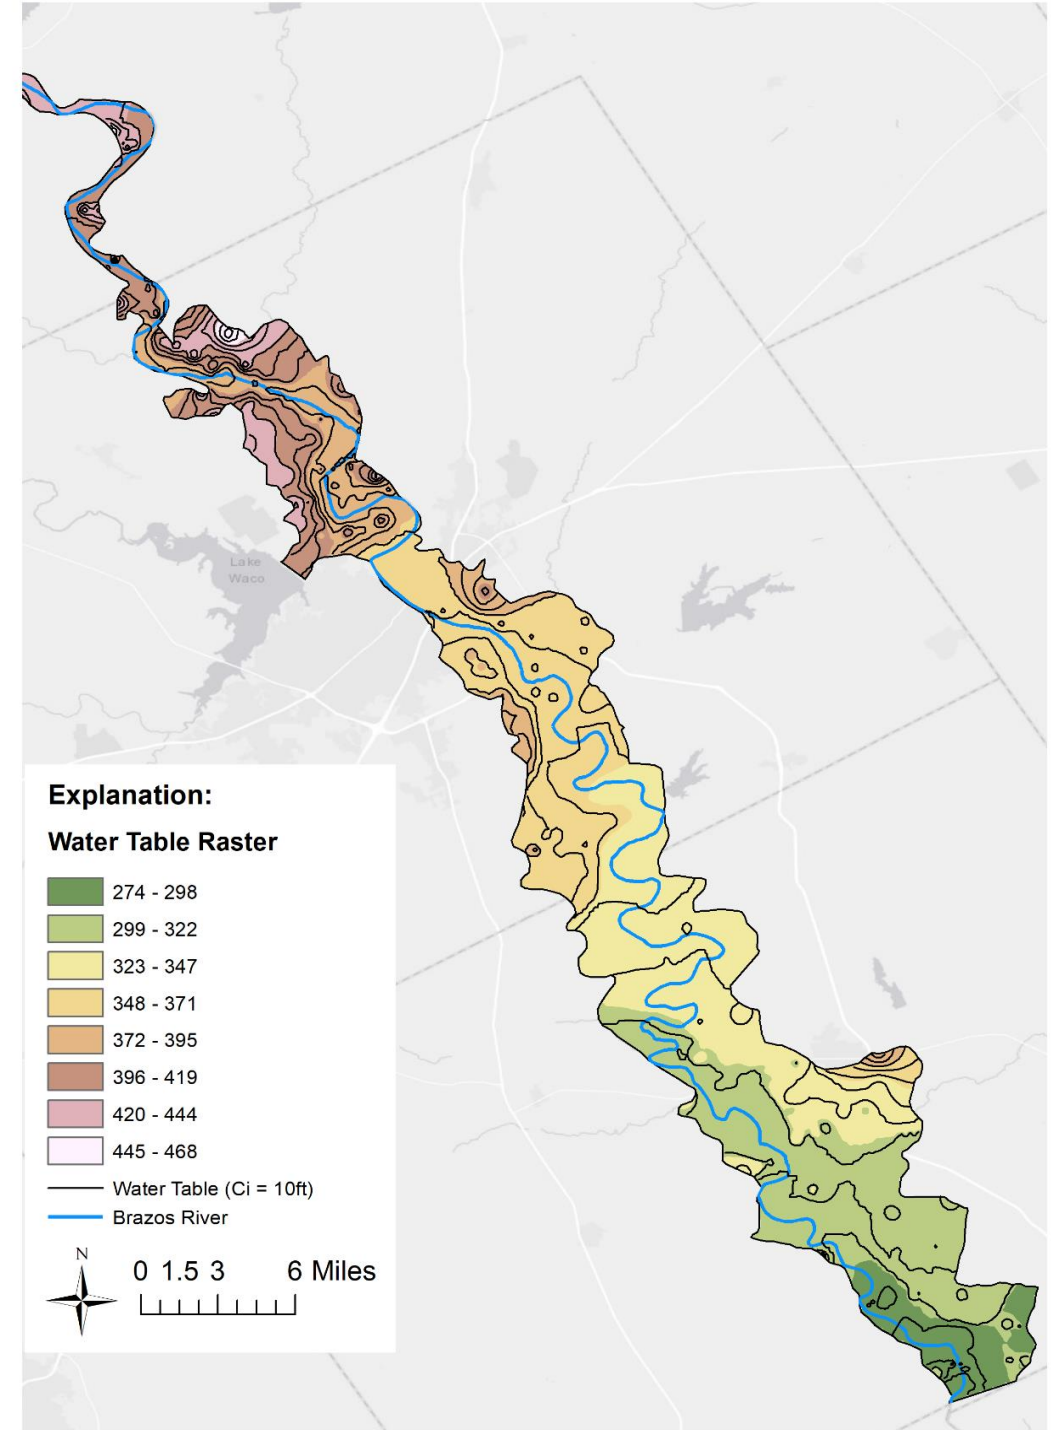 Lake
Waco
Explanation:
Water Table Raster
274 - 298
299 - 322
323 - 347
348 - 371
372 - 395
396 - 419
420 - 444
445 - 468
Water Table (Ci = 10ft)
Brazos River
N
0 1.5 3 6 Miles